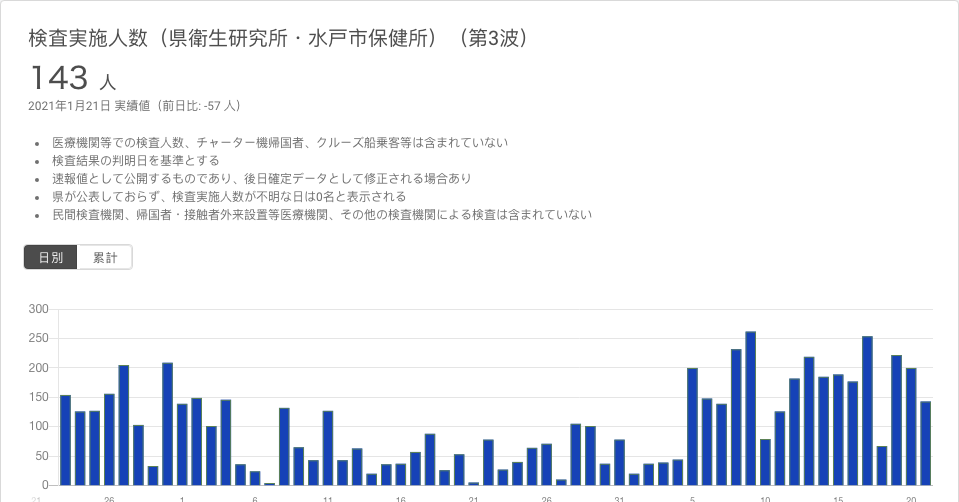 検査実施人数（県衛生研究所・水戸市保健所）（第3波）
143 人
2021年1月21日 実績値（前日比: -57 人）
医療機関等での検査人数、チャーター機帰国者、クルーズ船乗客等は含まれていない
検査結果の判明日を基準とする
速報値として公開するものであり、後日確定データとして修正される場合あり
県が公表しておらず、検査実施人数が不明な日は0名と表示される
民間検査機関、帰国者・接触者外来設置等医療機関、その他の検査機関による検査は含まれていない
日別 累計
300
250
200
150
100
50
0
21 26 1 6 11 16 21 26 31 5 10 15 20